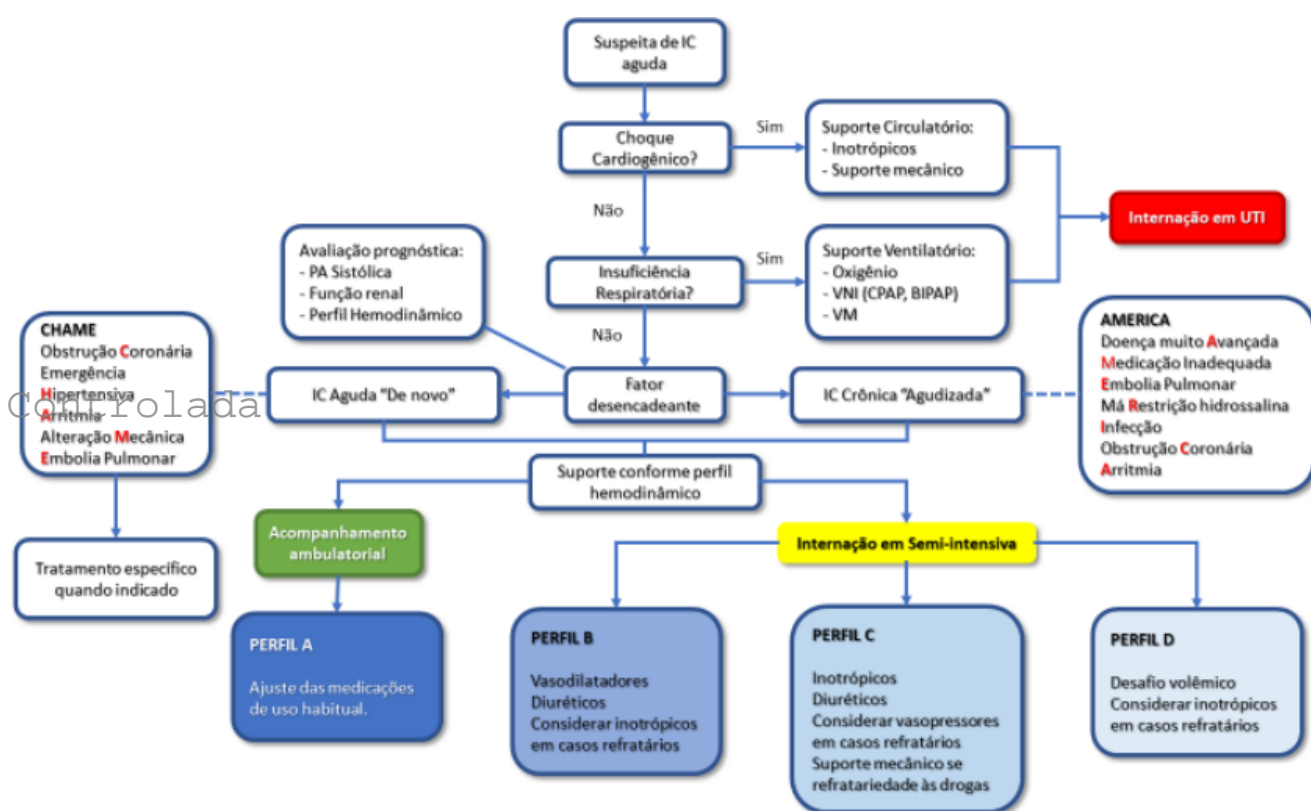 Suspeita de IC
aguda
Choque
Cardiogênico?
Sim
Suporte Circulatório:
- Inotrópicos
- Suporte mecânico
Internação em UTI
Não
Avaliação prognóstica:
- PA Sistólica
- Função renal
- Perfil Hemodinâmico
Insuficiência
Respiratória?
Sim
Suporte Ventilatório:
- Oxigênio
- VNI (CPAP, BIPAP)
- VM
Não
CHAME
Obstrução Coronária
Emergência
Hipertensiva
Arritmia
Alteração Mecânica
Embolia Pulmonar
Controlada
IC Aguda "De novo"
Fator
desencadeante
IC Crônica "Agudizada"
AMERICA
Doença muito Avançada
Medicação Inadequada
Embolia Pulmonar
Má Restrição hidrossalina
Infecção
Obstrução Coronária
Arritmia
Suporte conforme perfil
hemodinâmico
Acompanhamento
ambulatorial
Internação em Semi-intensiva
Tratamento específico
quando indicado
PERFIL A
Ajuste das medicações
de uso habitual.
PERFIL B
Vasodilatadores
Diuréticos
Considerar inotrópicos
em casos refratários
PERFIL C
Inotrópicos
Diuréticos
Considerar vasopressores
em casos refratários
Suporte mecânico se
refratariedade às drogas
PERFIL D
Desafio volêmico
Considerar inotrópicos
em casos refratários